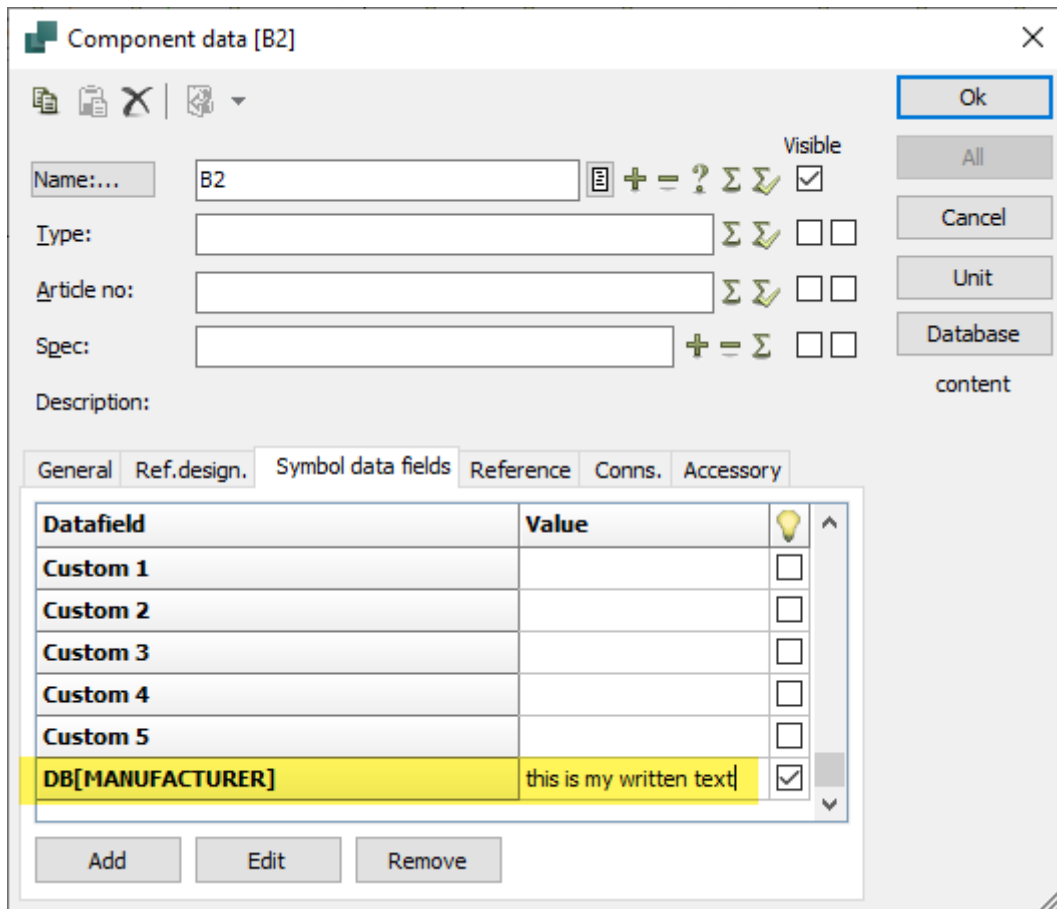 Component data [B2]
Ok
Visible
All
Name:...
B2
Type:
Cancel
Article no:
Unit
Spec:
Database
content
Description:
General Ref.design. Symbol data fields Reference Conns. Accessory
Datafield Value
Custom 1
Custom 2
Custom 3
Custom 4
Custom 5
DB[MANUFACTURER] this is my written text
Add Edit Remove